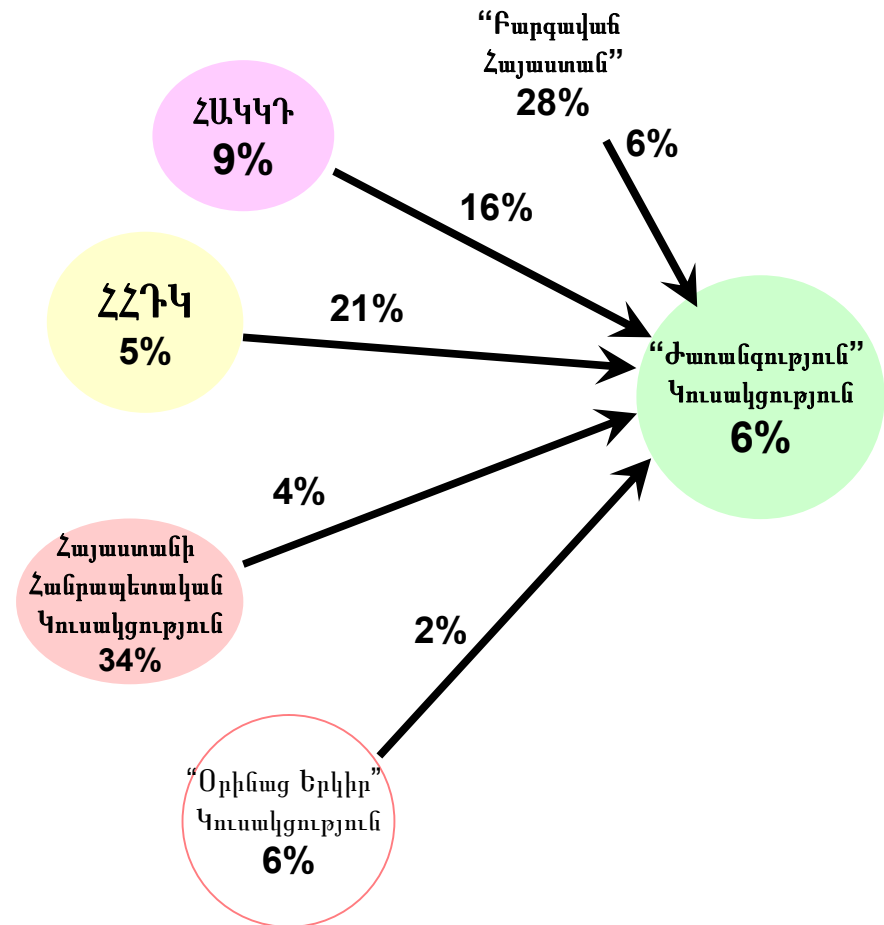 “Բարգավաճ
Հայաստան”
28%
6%
ՀԱԿԿԴ
9%
16%
ՀՀԴԿ
5%
21%
“Ժառանգություն”
Կուսակցություն
6%
4%
Հայաստանի
Հանրապետական
Կուսակցություն
34%
2%
“Օրինաց Երկիր”
Կուսակցություն
6%